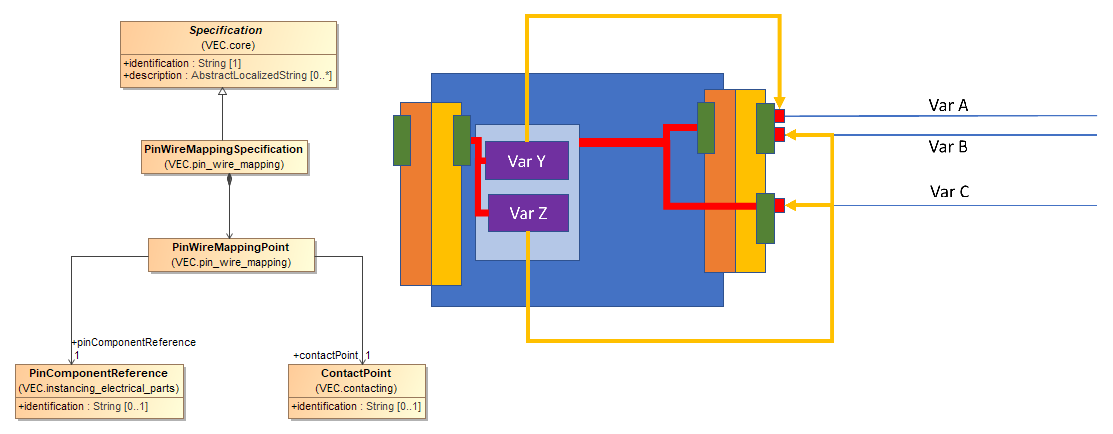 Specification
(VEC.core)
+identification : String [1]
+description : AbstractLocalizedString [0..*]
PinWireMappingSpecification
(VEC.pin_wire_mapping)
PinWireMappingPoint
(VEC.pin_wire_mapping)
+pinComponentReference
1
+contactPoint
1
PinComponentReference
(VEC.instancing_electrical_parts)
+identification : String [0..1]
ContactPoint
(VEC.contacting)
+identification : String [0..1]
Var Y
Var Z
Var A
Var B
Var C